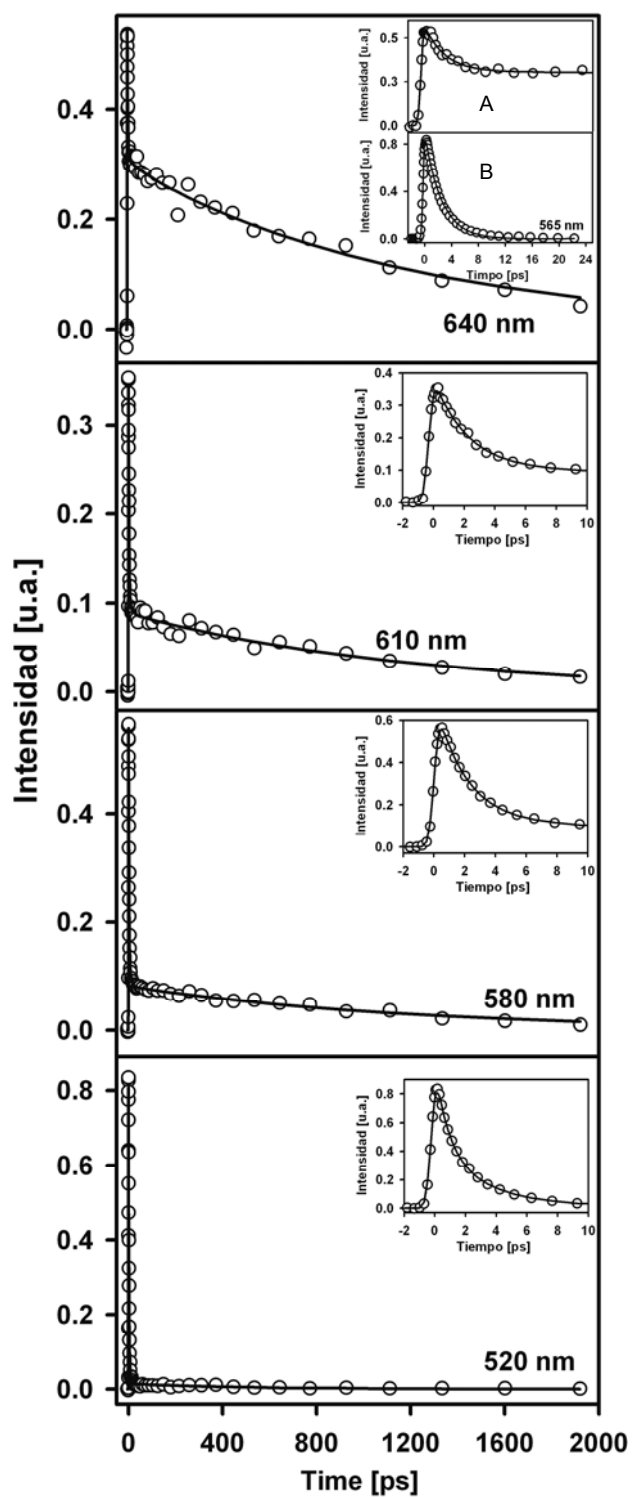 Intensidad [u.a.]
0.4
0.2
0.0
640 nm
Intensidad [u.a.]
0.5
0.3
0.0
A
Intensidad [u.a.]
0.8
0.4
0.0
B
565 nm
0 4 8 12 16 20 24
Timpo [ps]
0.3
0.2
0.1
0.0
610 nm
Intensidad [u.a.]
0.4
0.3
0.2
0.1
0.0
-2 0 2 4 6 8 10
Tiempo [ps]
0.4
0.2
0.0
580 nm
Intensidad [u.a.]
0.6
0.4
0.2
0.0
-2 0 2 4 6 8 10
Tiempo [ps]
0.8
0.6
0.4
0.2
0.0
520 nm
Intensidad [u.a.]
0.8
0.6
0.4
0.2
0.0
-2 0 2 4 6 8 10
Tiempo [ps]
0 400 800 1200 1600 2000
Time [ps]